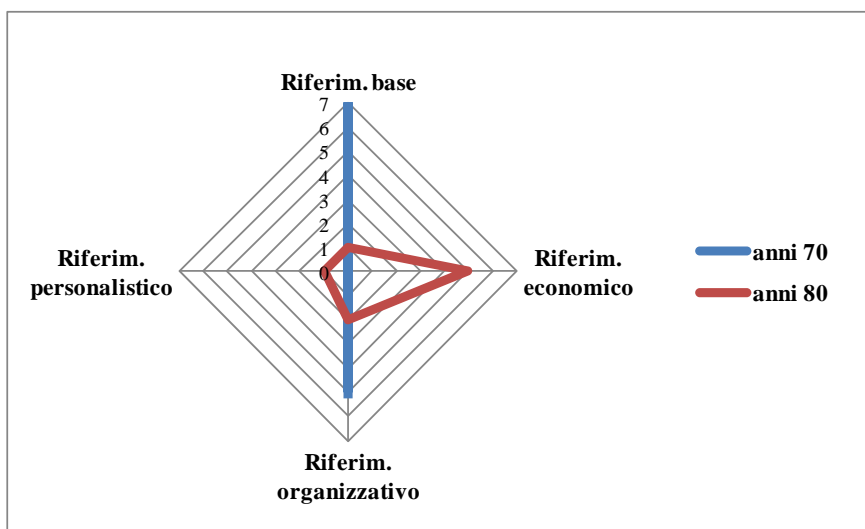 Riferim. base
7
6
5
4
3
2
1
0
Riferim.
economico
Riferim.
organizzativo
Riferim.
personalistico
anni 70
anni 80